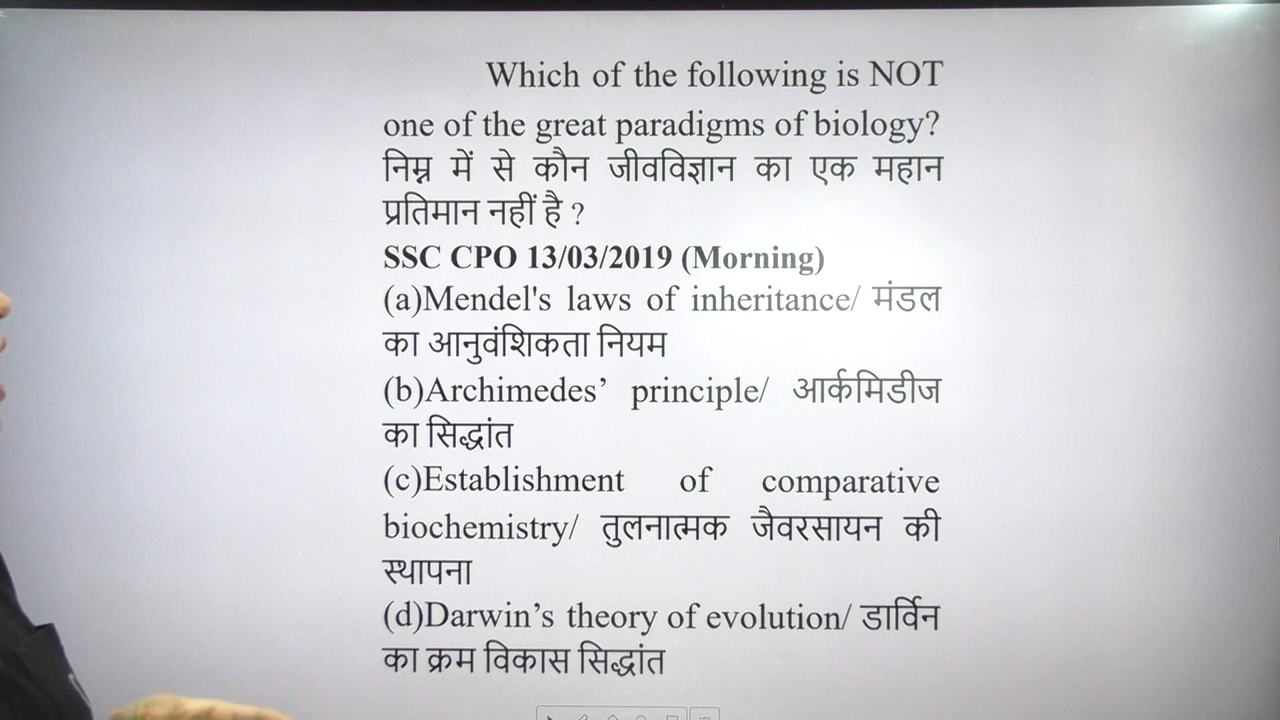 Which of the following is NOT
one of the great paradigms of biology?
निम्न में से कौन जीवविज्ञान का एक महान
प्रतिमान नहीं है ?
SSC CPO 13/03/2019 (Morning)
(a)Mendel's laws of inheritance/ मंडल
का आनुवंशिकता नियम
(b)Archimedes’ principle/ आर्कमिडीज
का सिद्धांत
(c)Establishment of comparative
biochemistry/ तुलनात्मक जैवरसायन की
स्थापना
(d)Darwin’s theory of evolution/ डार्विन
का क्रम विकास सिद्धांत